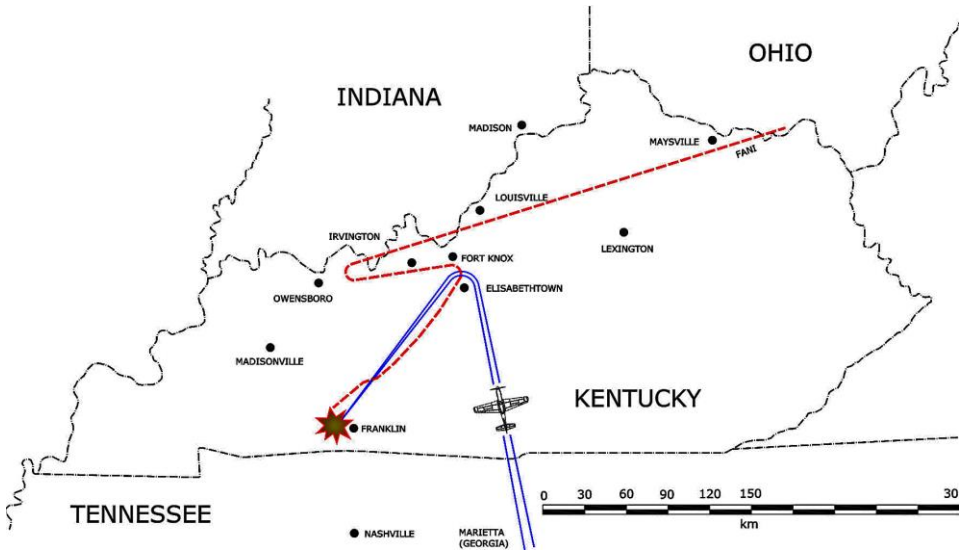 OHIO
INDIANA
MADISON
MAYSVILLE
FANI
LOUISVILLE
IRVINGTON
LEXINGTON
FORT KNOX
OWENSBORO
ELISABETHTOWN
MADISONVILLE
KENTUCKY
FRANKLIN
0 30 60 90 120 150 30
km
TENNESSEE
NASHVILLE
MARIETTA
(GEORGIA)